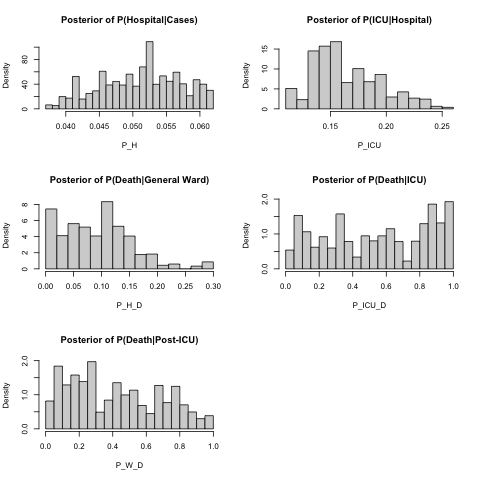 Posterior of P(Hospital|Cases)
Density
0 40 80
0.040 0.045 0.050 0.055 0.060
P_H
Posterior of P(ICU|Hospital)
Density
0 5 10 15
0.15 0.20 0.25
P_ICU
Posterior of P(Death|General Ward)
Density
0 2 4 6 8
0.00 0.05 0.10 0.15 0.20 0.25 0.30
P_H_D
Posterior of P(Death|ICU)
Density
0.0 1.0 2.0
0.0 0.2 0.4 0.6 0.8 1.0
P_ICU_D
Posterior of P(Death|Post-ICU)
Density
0.0 1.0 2.0
0.0 0.2 0.4 0.6 0.8 1.0
P_W_D